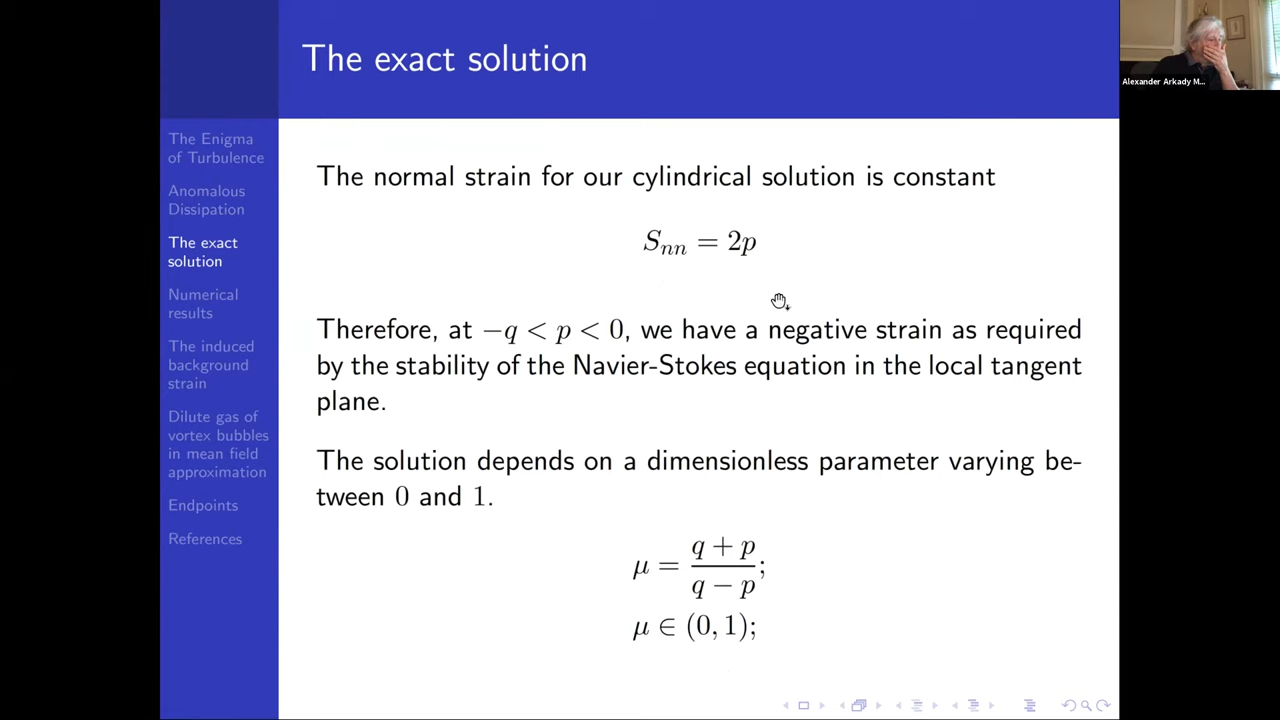 The exact solution
Alexander Arkady M...
The Enigma
of Turbulence
Anomalous
Dissipation
The exact
solution
Numerical
results
The induced
background
strain
Dilute gas of
vortex bubbles
in mean field
approximation
Endpoints
References
The normal strain for our cylindrical solution is constant
S_{nn} = 2p
Therefore, at −q < p < 0, we have a negative strain as required
by the stability of the Navier-Stokes equation in the local tangent
plane.
The solution depends on a dimensionless parameter varying be-
tween 0 and 1.
μ = \frac{q + p}{q − p};
μ ∈ (0, 1);